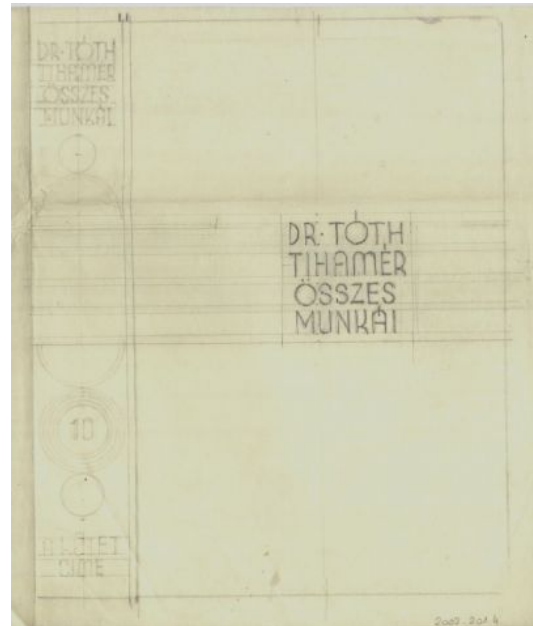 DR·TÓTH
TIHAMÉR
ÖSSZES
MUNKÁI
10
A KÖTET
CÍME
DR·TÓTH
TIHAMÉR
ÖSSZES
MUNKÁI